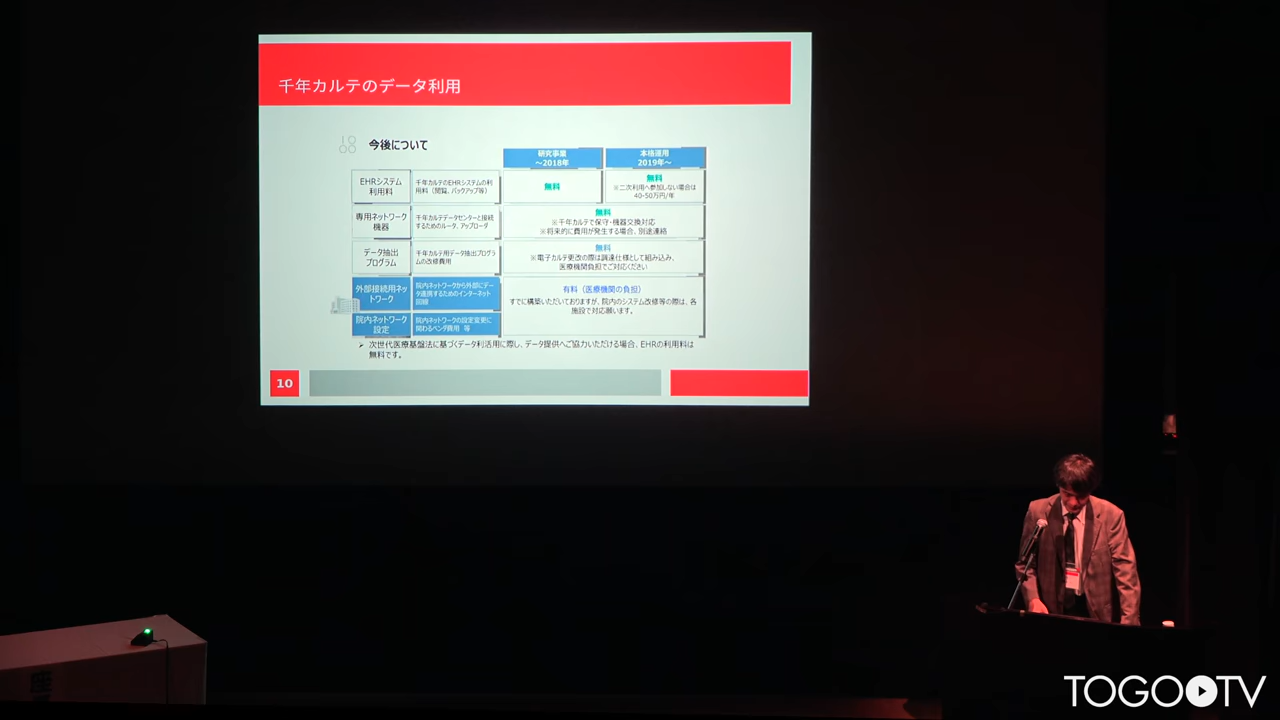 千年カルテのデータ利用
今後について
研究事業
～2018年
本格運用
2019年～
EHRシステム
利用料
千年カルテのEHRシステムの利
用料（閲覧、バックアップ等）
無料
無料
※二次利用へ参加しない場合は
40-50万円/年
専用ネットワーク
機器
千年カルテデータセンターと接続
するためのルータ、アップローダ
無料
※千年カルテで保守・機器交換対応
※将来的に費用が発生する場合、別途連絡
データ抽出
プログラム
千年カルテ用データ抽出プログラ
ムの改修費用
無料
※電子カルテ更改の際は調達仕様として組み込み、
医療機関負担でご対応ください
外部接続用ネッ
トワーク
院内ネットワークから外部にデー
タ連携するためのインターネット
回線
有料（医療機関の負担）
すでに構築いただいておりますが、院内のシステム改修等の際は、各
施設で対応願います。
院内ネットワーク
設定
院内ネットワークの設定変更に
関わるベンダ費用 等
➢ 次世代医療基盤法に基づくデータ利活用に際し、データ提供へご協力いただける場合、EHRの利用料は
無料です。
10
TOGOTV